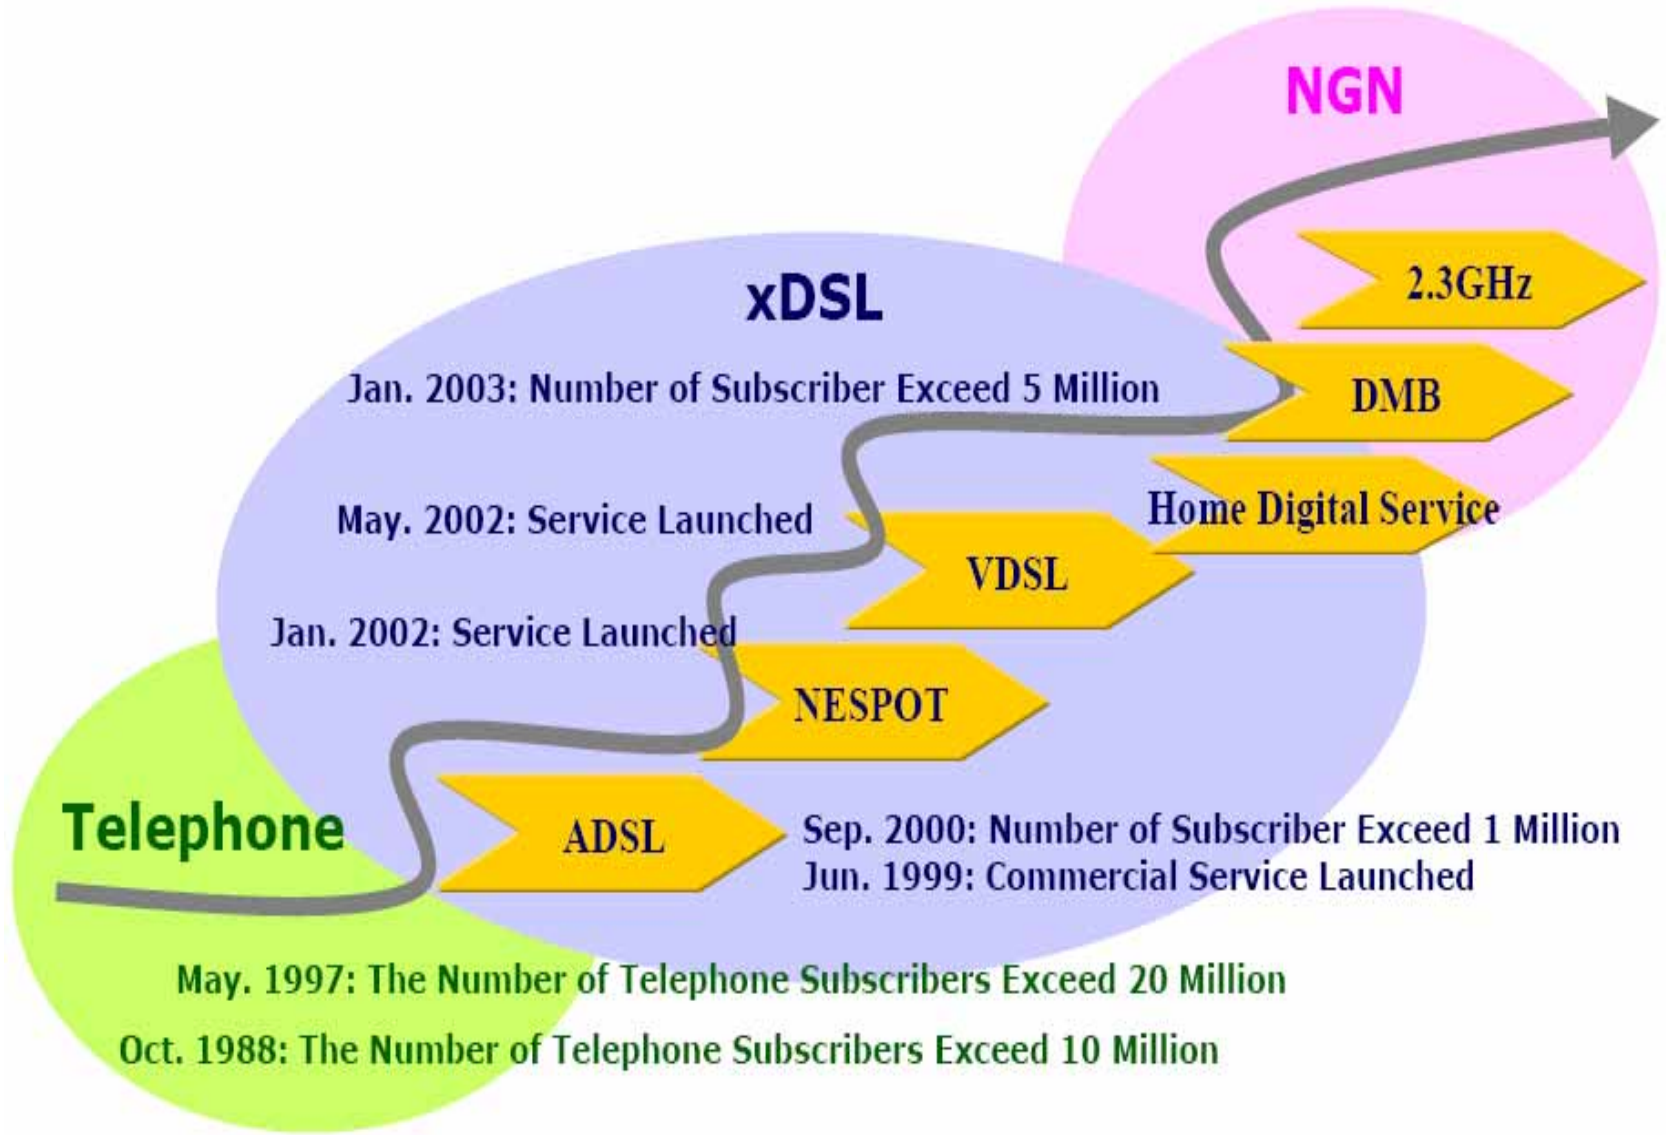 NGN
2.3GHz
xDSL
Jan. 2003: Number of Subscriber Exceed 5 Million
DMB
May. 2002: Service Launched
Home Digital Service
VDSL
Jan. 2002: Service Launched
NESPOT
Telephone
ADSL
Sep. 2000: Number of Subscriber Exceed 1 Million
Jun. 1999: Commercial Service Launched
May. 1997: The Number of Telephone Subscribers Exceed 20 Million
Oct. 1988: The Number of Telephone Subscribers Exceed 10 Million